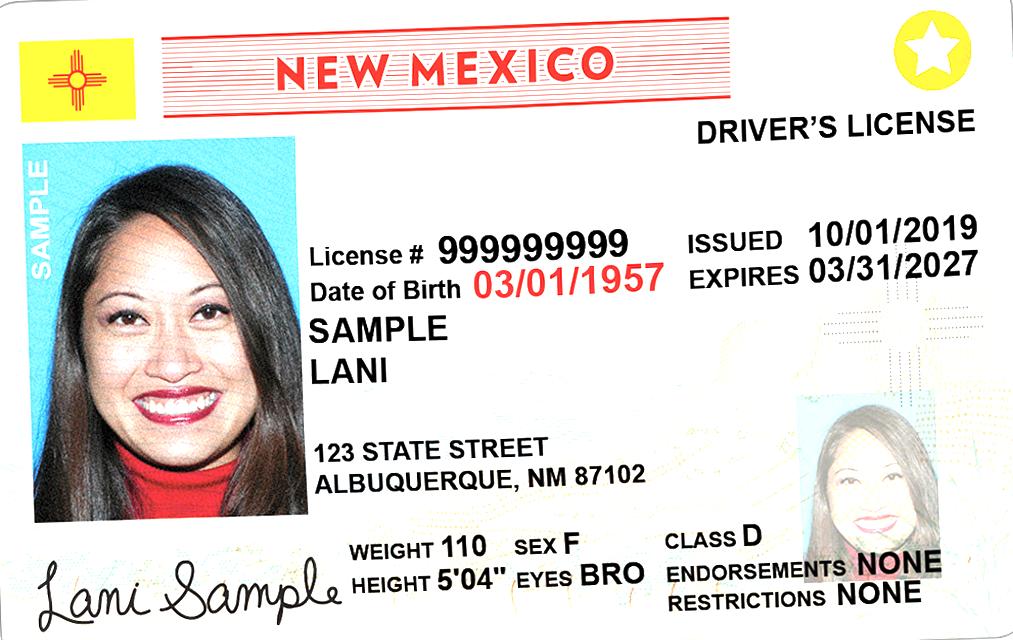 NEW MEXICO
DRIVER'S LICENSE
SAMPLE
License # 999999999
Date of Birth 03/01/1957
ISSUED 10/01/2019
EXPIRES 03/31/2027
SAMPLE
LANI
123 STATE STREET
ALBUQUERQUE, NM 87102
WEIGHT 110 SEX F
HEIGHT 5'04" EYES BRO
CLASS D
ENDORSEMENTS NONE
RESTRICTIONS NONE
Lani Sample